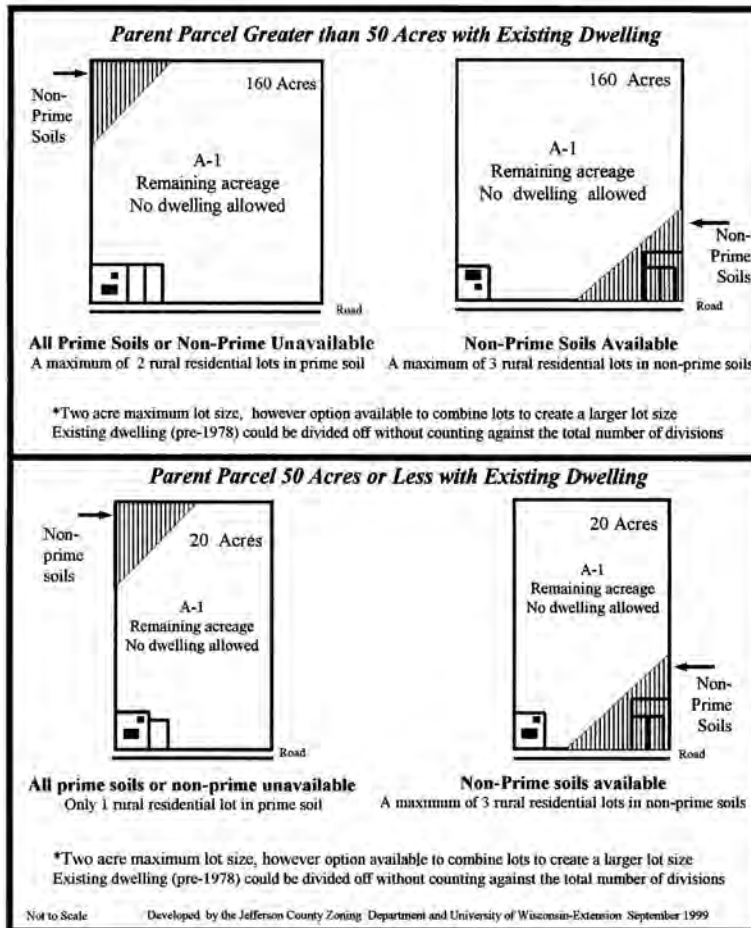 Parent Parcel Greater than 50 Acres with Existing Dwelling
Non-
Prime
Soils
160 Acres
A-1
Remaining acreage
No dwelling allowed
Road
All Prime Soils or Non-Prime Unavailable
A maximum of 2 rural residential lots in prime soil
160 Acres
A-1
Remaining acreage
No dwelling allowed
Non-
Prime
Soils
Road
Non-Prime Soils Available
A maximum of 3 rural residential lots in non-prime soils
*Two acre maximum lot size, however option available to combine lots to create a larger lot size
Existing dwelling (pre-1978) could be divided off without counting against the total number of divisions
Parent Parcel 50 Acres or Less with Existing Dwelling
Non-
prime
soils
20 Acres
A-1
Remaining acreage
No dwelling allowed
Road
All prime soils or non-prime unavailable
Only 1 rural residential lot in prime soil
20 Acres
A-1
Remaining acreage
No dwelling allowed
Non-
Prime
Soils
Road
Non-Prime soils available
A maximum of 3 rural residential lots in non-prime soils
*Two acre maximum lot size, however option available to combine lots to create a larger lot size
Existing dwelling (pre-1978) could be divided off without counting against the total number of divisions
Not to Scale Developed by the Jefferson County Zoning Department and University of Wisconsin-Extension September 1999